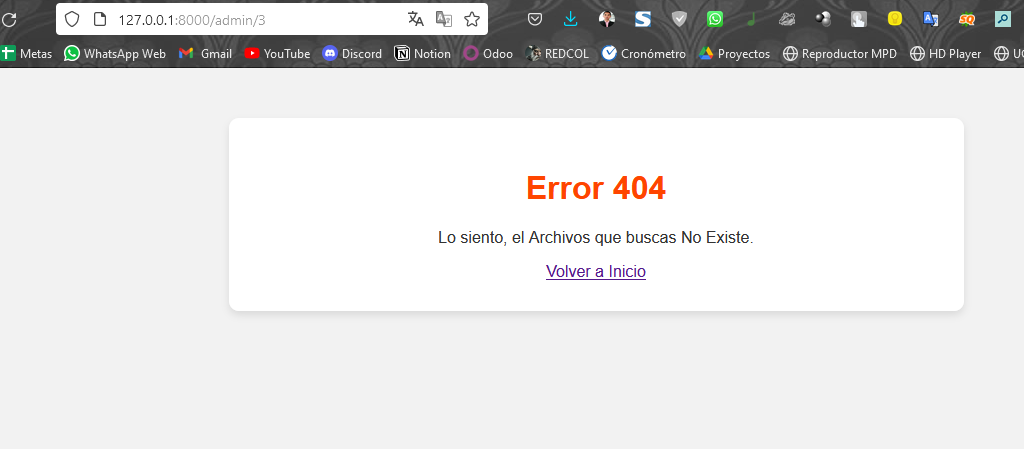 127.0.0.1:8000/admin/3
Metas WhatsApp Web Gmail YouTube Discord Notion Odoo REDCOL Cronómetro Proyectos Reproductor MPD HD Player
Error 404
Lo siento, el Archivos que buscas No Existe.
Volver a Inicio